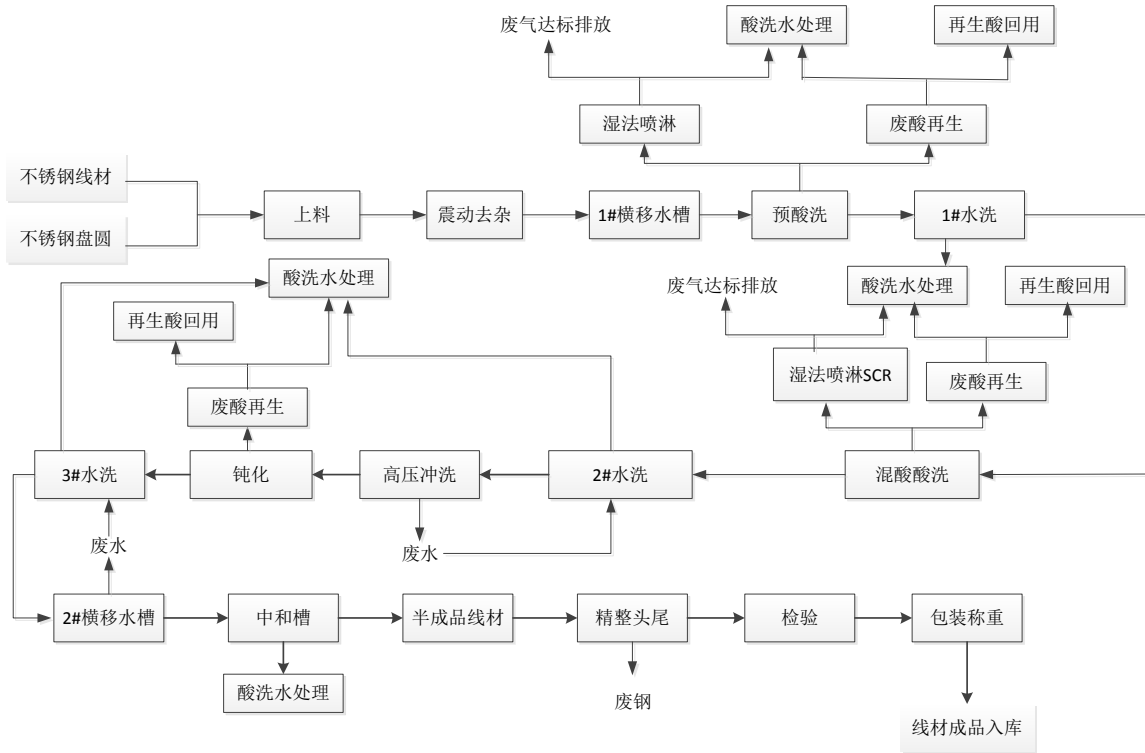 废气达标排放
酸洗水处理
再生酸回用
湿法喷淋
废酸再生
不锈钢线材
不锈钢盘圆
上料
震动去杂
1#横移水槽
预酸洗
1#水洗
酸洗水处理
再生酸回用
废气达标排放
酸洗水处理
再生酸回用
湿法喷淋SCR
废酸再生
废酸再生
3#水洗
钝化
高压冲洗
2#水洗
混酸酸洗
废水
废水
2#横移水槽
中和槽
半成品线材
精整头尾
检验
包装称重
酸洗水处理
废钢
线材成品入库